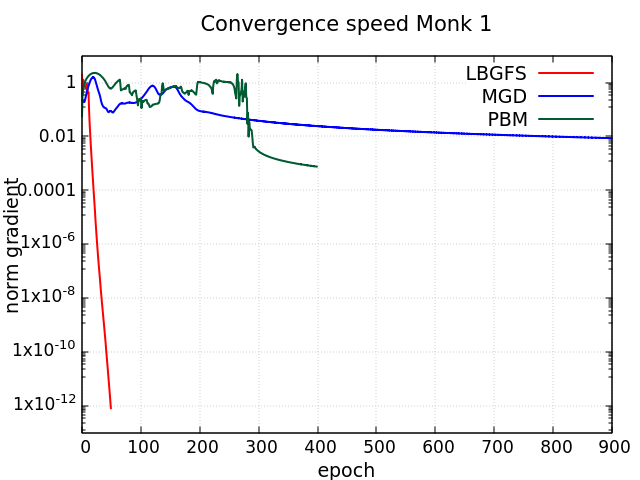 Convergence speed Monk 1
LBGFS
MGD
PBM
norm gradient
1
0.01
0.0001
1x10-6
1x10-8
1x10-10
1x10-12
0 100 200 300 400 500 600 700 800 900
epoch